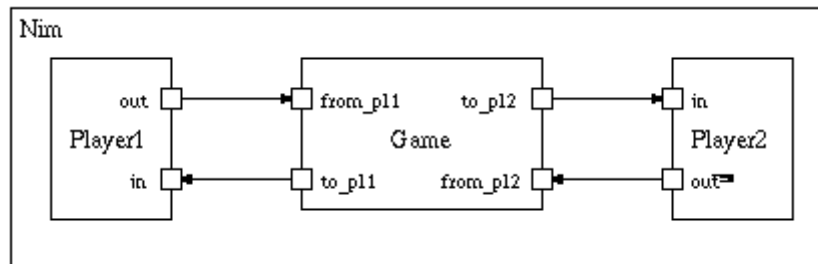 Nim
out from_pl1 to_pl2 in
Player1 Game Player2
in to_pl1 from_pl2 out